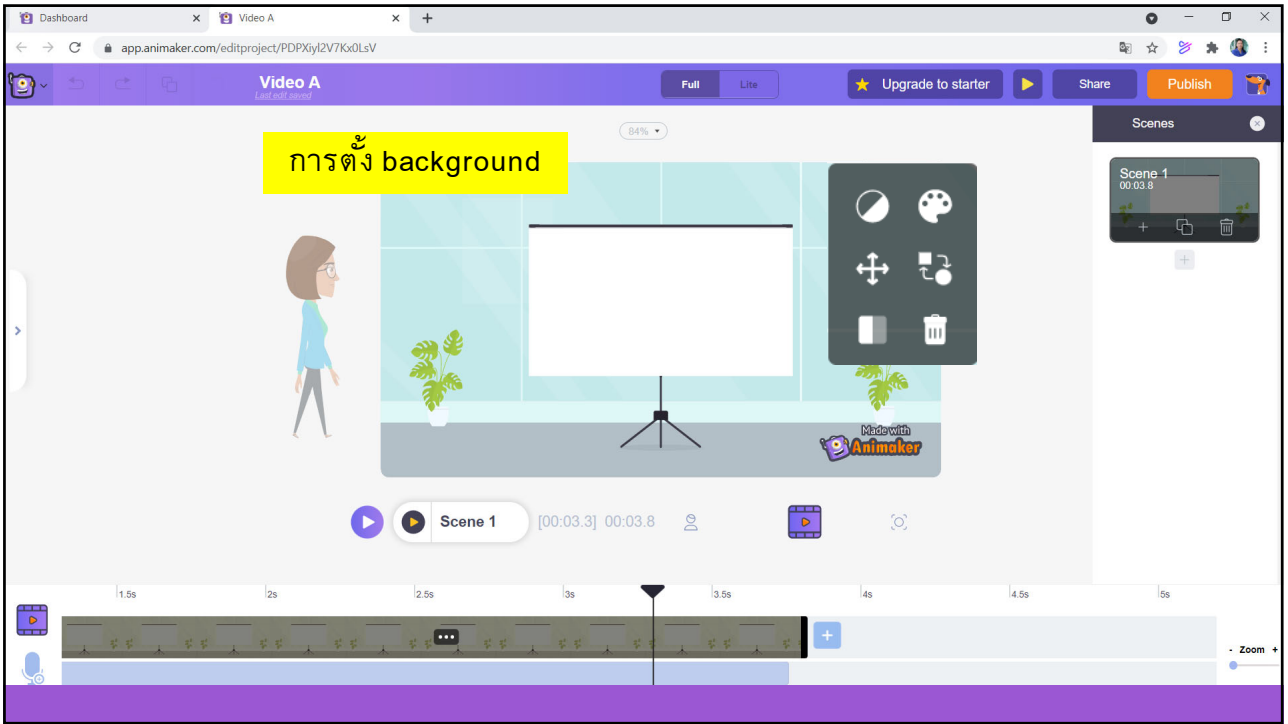 Dashboard
Video A
app.animaker.com/editproject/PDPXiyl2V7Kx0LsV
Video A
Last edit saved
Full
Lite
Upgrade to starter
Share
Publish
84%
Scenes
การตั้ง background
Scene 1
00:03.8
Made with
Animaker
Scene 1
[00:03.3] 00:03.8
1.5s
2s
2.5s
3s
3.5s
4s
4.5s
5s
- Zoom +